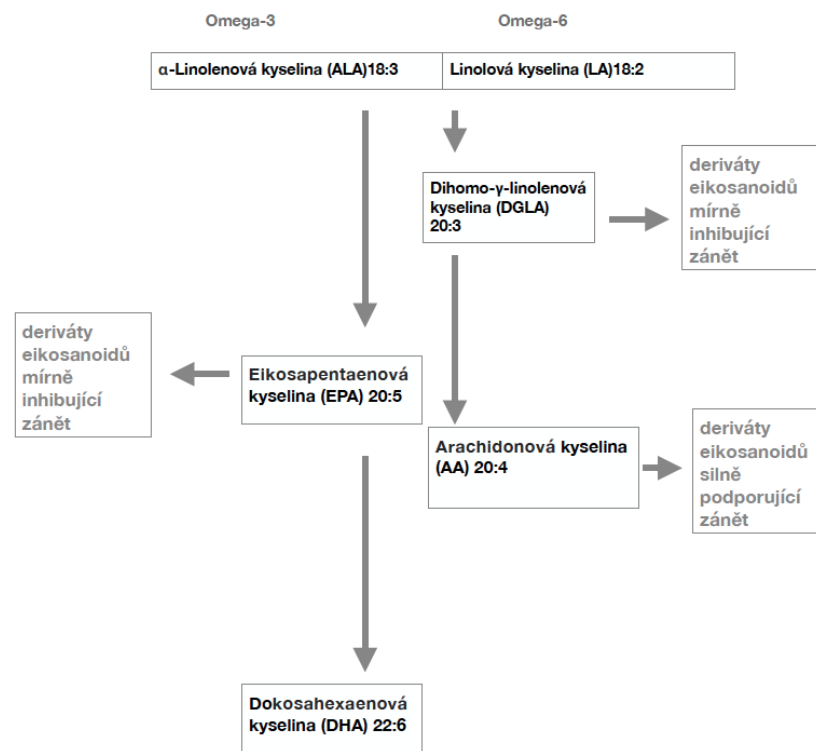 Omega-3
Omega-6
α-Linolenová kyselina (ALA)18:3
Linolová kyselina (LA)18:2
Dihomo-γ-linolenová
kyselina (DGLA)
20:3
deriváty
eikosanoidů
mírně
inhibující
zánět
deriváty
eikosanoidů
mírně
inhibující
zánět
Eikosapentaenová
kyselina (EPA) 20:5
Arachidonová kyselina
(AA) 20:4
deriváty
eikosanoidů
silně
podporující
zánět
Dokosahexaenová
kyselina (DHA) 22:6